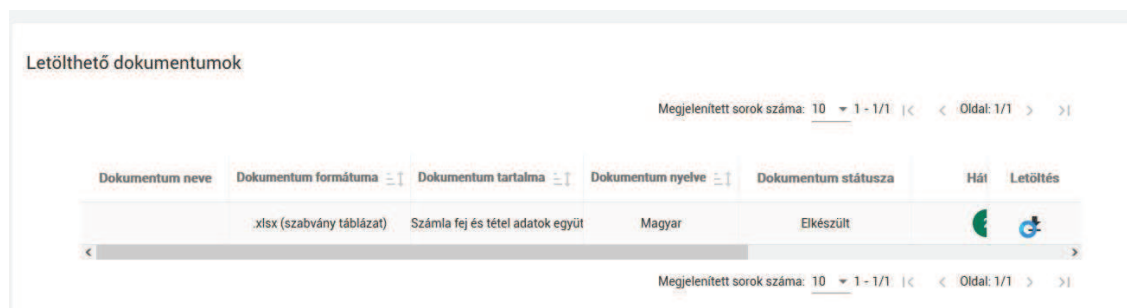 Letölthető dokumentumok
Megjelenített sorok száma: 10 1 - 1/1 Oldal: 1/1
Dokumentum neve Dokumentum formátuma Dokumentum tartalma Dokumentum nyelve Dokumentum státusza Hát Letöltés
.xlsx (szabvány táblázat) Számla fej és tétel adatok együt Magyar Elkészült
Megjelenített sorok száma: 10 1 - 1/1 Oldal: 1/1